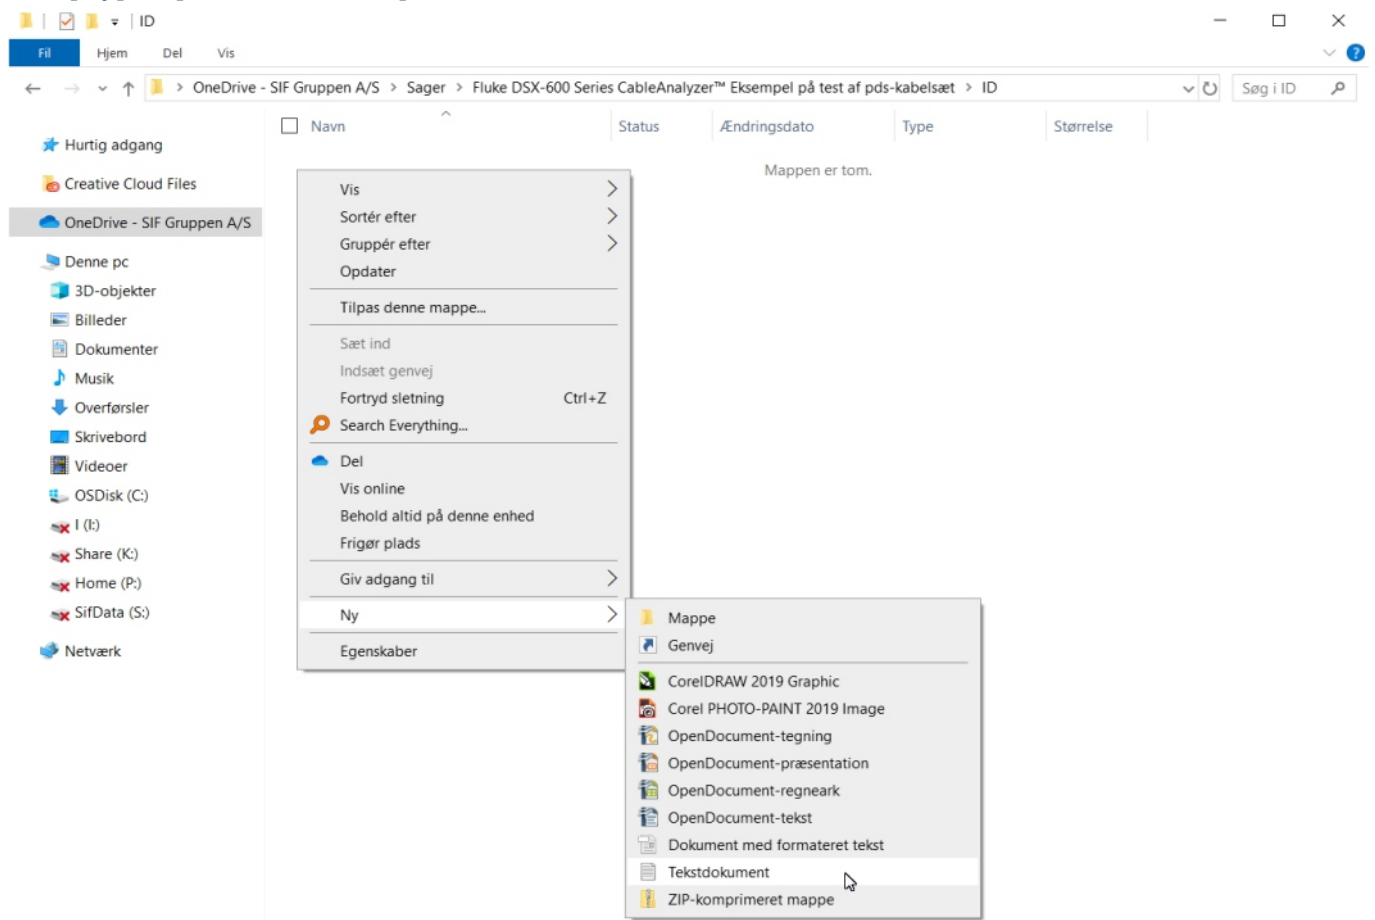 ID
Fil Hjem Del Vis
OneDrive - SIF Gruppen A/S > Sager > Fluke DSX-600 Series CableAnalyzer™ Eksempel på test af pds-kabelsæt > ID
Søg i ID
Navn Status Ændringsdato Type Størrelse
Mappen er tom.
Hurtig adgang
Creative Cloud Files
OneDrive - SIF Gruppen A/S
Denne pc
3D-objekter
Billeder
Dokumenter
Musik
Overførsler
Skrivebord
Videoer
OSDisk (C:)
I (I:)
Share (K:)
Home (P:)
SifData (S:)
Netværk
Vis
Sortér efter
Gruppér efter
Opdater
Tilpas denne mappe...
Sæt ind
Indsæt genvej
Fortryd sletning Ctrl+Z
Search Everything...
Del
Vis online
Behold altid på denne enhed
Frigør plads
Giv adgang til
Ny
Egenskaber
Mappe
Genvej
CorelDRAW 2019 Graphic
Corel PHOTO-PAINT 2019 Image
OpenDocument-tegning
OpenDocument-præsentation
OpenDocument-regneark
OpenDocument-tekst
Dokument med formateret tekst
Tekstdokument
ZIP-komprimeret mappe